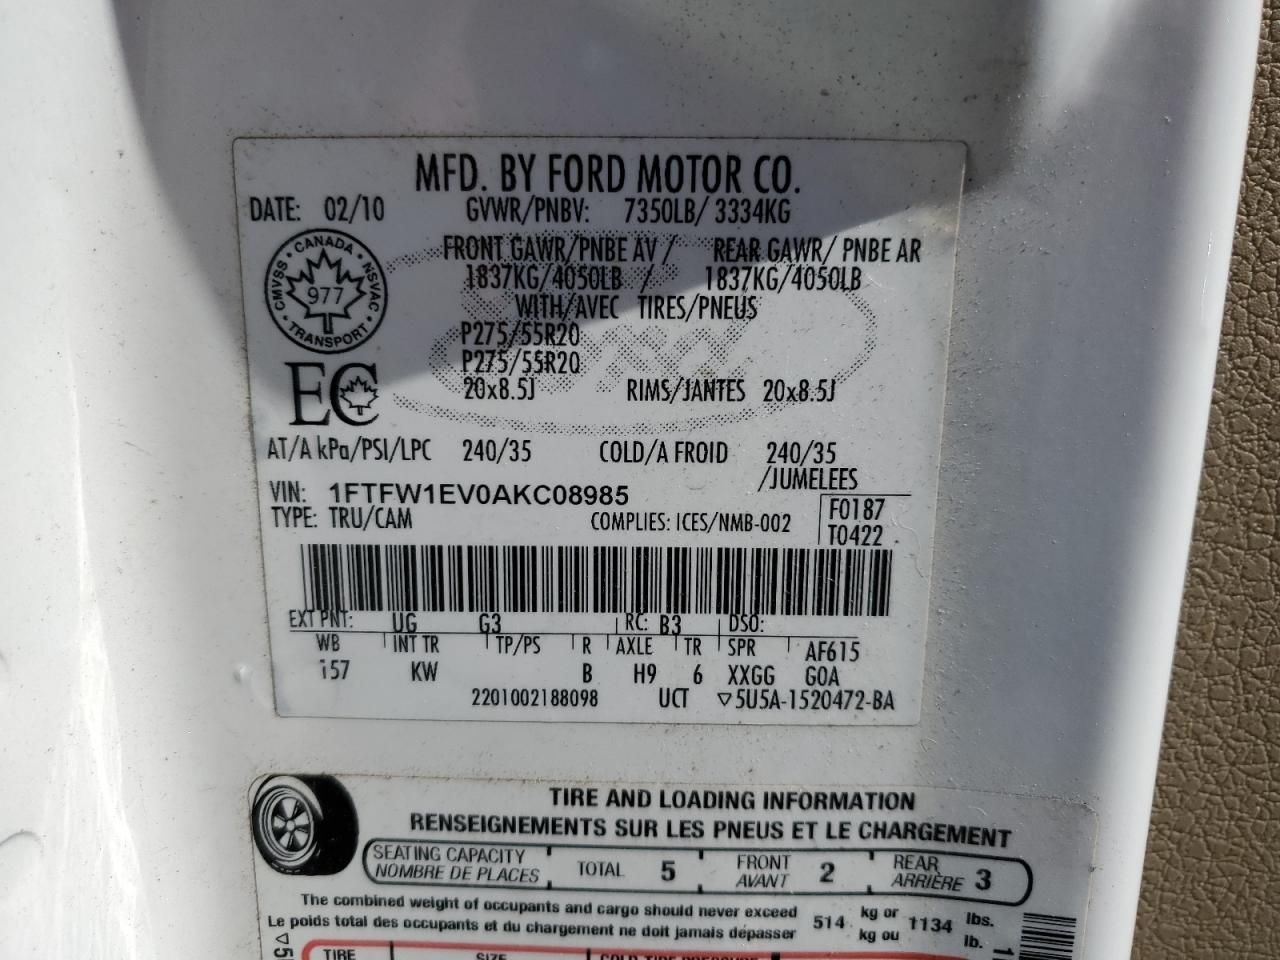 MFD. BY FORD MOTOR CO.
DATE: 02/10 GVWR/PNBV: 7350LB/ 3334KG
FRONT GAWR/PNBE AV / REAR GAWR/ PNBE AR
1837KG/4050LB / 1837KG/4050LB
WITH/AVEC TIRES/PNEUS
P275/55R20
P275/55R20
20x8.5J RIMS/JANTES 20x8.5J
CANADA
CMVSS NSVAC
977
TRANSPORT
EC
AT/A kPa/PSI/LPC 240/35 COLD/A FROID 240/35
/JUMELEES
VIN: 1FTFW1EV0AKC08985 F0187
TYPE: TRU/CAM COMPLIES: ICES/NMB-002 T0422
EXT PNT: UG G3 RC: B3 DSO:
WB INT TR TP/PS R AXLE TR SPR AF615
157 KW B H9 6 XXGG GOA
2201002188098 UCT ▽5U5A-1520472-BA
TIRE AND LOADING INFORMATION
RENSEIGNEMENTS SUR LES PNEUS ET LE CHARGEMENT
SEATING CAPACITY TOTAL 5 FRONT 2 REAR 3
NOMBRE DE PLACES AVANT ARRIÈRE
The combined weight of occupants and cargo should never exceed 514 kg or 1134 lbs.
Le poids total des occupants et du chargement ne doit jamais dépasser kg ou lb.
TIRE SIZE COLD TIRE PRESSURE